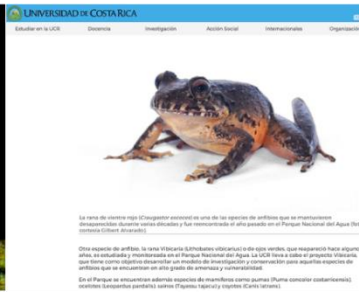 UNIVERSIDAD DE COSTA RICA
Estudiar en la UCR Docencia Investigación Acción Social Internacionales Organización
La rana de vientre rojo (Craugastor escoces) es una de las especies de anfibios que se mantuvieron
desaparecidas durante varias décadas y fue reencontrada el año pasado en el Parque Nacional del Agua (foto
cortesía Gilbert Alvarado).
Otra especie de anfibio, la rana Vibicaria (Lithobates vibicarius) o de ojos verdes, que reapareció hace algunos
años, es estudiada y monitoreada en el Parque Nacional del Agua. La UCR lleva a cabo el proyecto Vibicaria,
que tiene como objetivo desarrollar un modelo de investigación y conservación para aquellas especies de
anfibios que se encuentran en alto grado de amenaza y vulnerabilidad.
En el Parque se encuentran además especies de mamíferos como pumas (Puma concolor costaricensis),
ocelotes (Leopardus pardalis), saínos (Tayassu tajacu) y coyotes (Canis latrans).